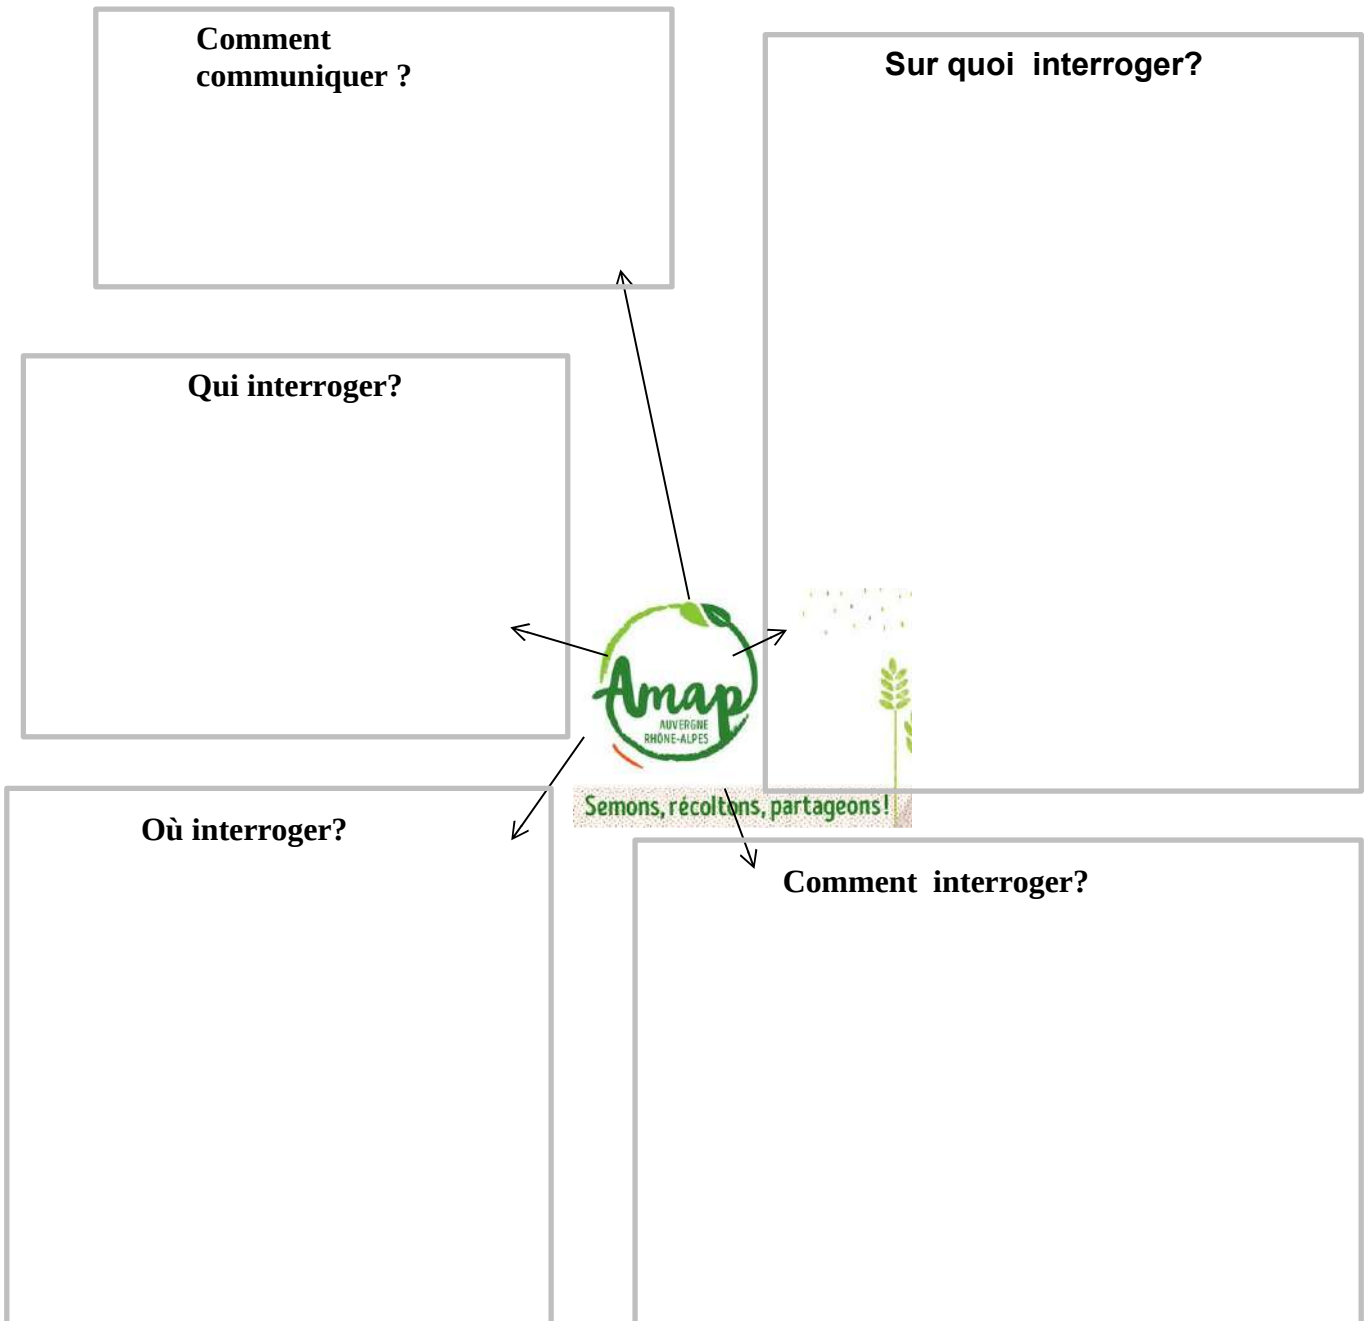 Comment
communiquer ?
Sur quoi  interroger?
Qui interroger?
Amap
AUVERGNE
RHÔNE-ALPES
Semons, récoltons, partageons!
Où interroger?
Comment  interroger?